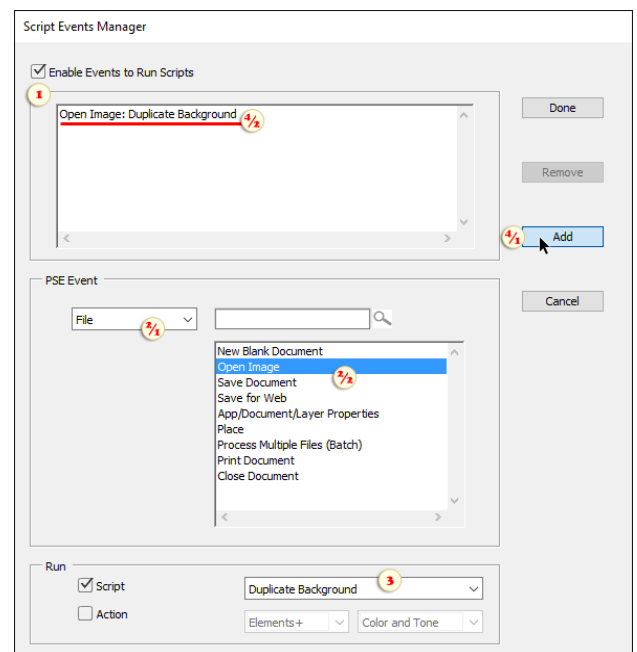 Script Events Manager
Enable Events to Run Scripts
1
Open Image: Duplicate Background 4/2
Done
Remove
4/1 Add
Cancel
PSE Event
File 2/1
New Blank Document
Open Image 2/2
Save Document
Save for Web
App/Document/Layer Properties
Place
Process Multiple Files (Batch)
Print Document
Close Document
Run
Script Duplicate Background 3
Action Elements+ Color and Tone